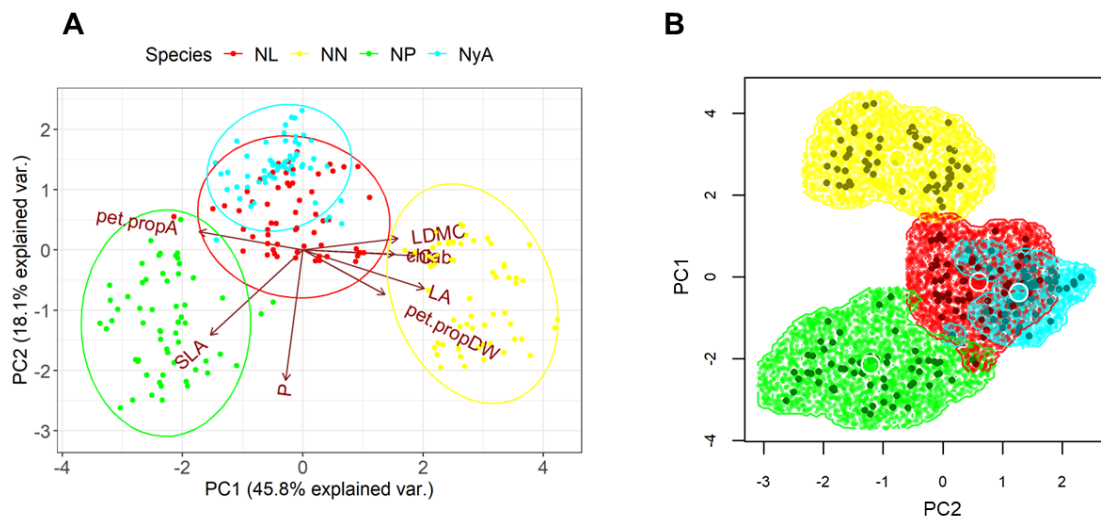 A
B
Species NL NN NP NyA
2
1
0
-1
-2
-3
PC2 (18.1% explained var.)
pet.propA
LDMC
LA
pet.propDW
SLA
P
-4 -2 0 2 4
PC1 (45.8% explained var.)
4
2
0
-2
-4
PC1
-3 -2 -1 0 1 2
PC2